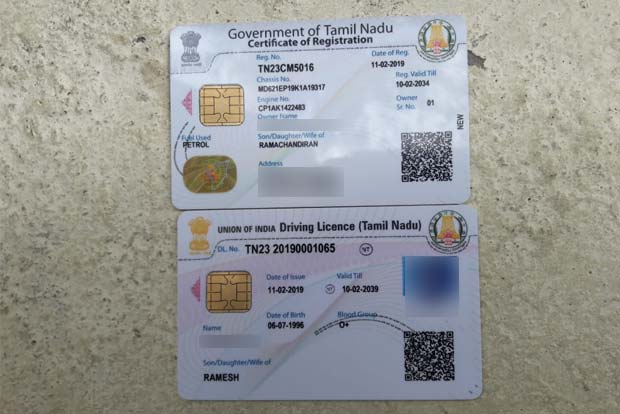 Government of Tamil Nadu
Certificate of Registration
Reg. No.
Date of Reg.
TN23CM5016
11-02-2019
Chassis No.
Reg. Valid Till
MD621EP19K1A19317
10-02-2034
Engine No.
Owner
CP1AK1422483
Sr. No. 01
Owner Name
NEW
Fuel Used
Son/Daughter/Wife of
PETROL
RAMACHANDIRAN
Address
UNION OF INDIA Driving Licence (Tamil Nadu)
DL. No. TN23 20190001065
NT
Date of Issue
Valid Till
11-02-2019
NT
10-02-2039
Date of Birth
Blood Group
06-07-1996
O+
Name
Son/Daughter/Wife of
RAMESH